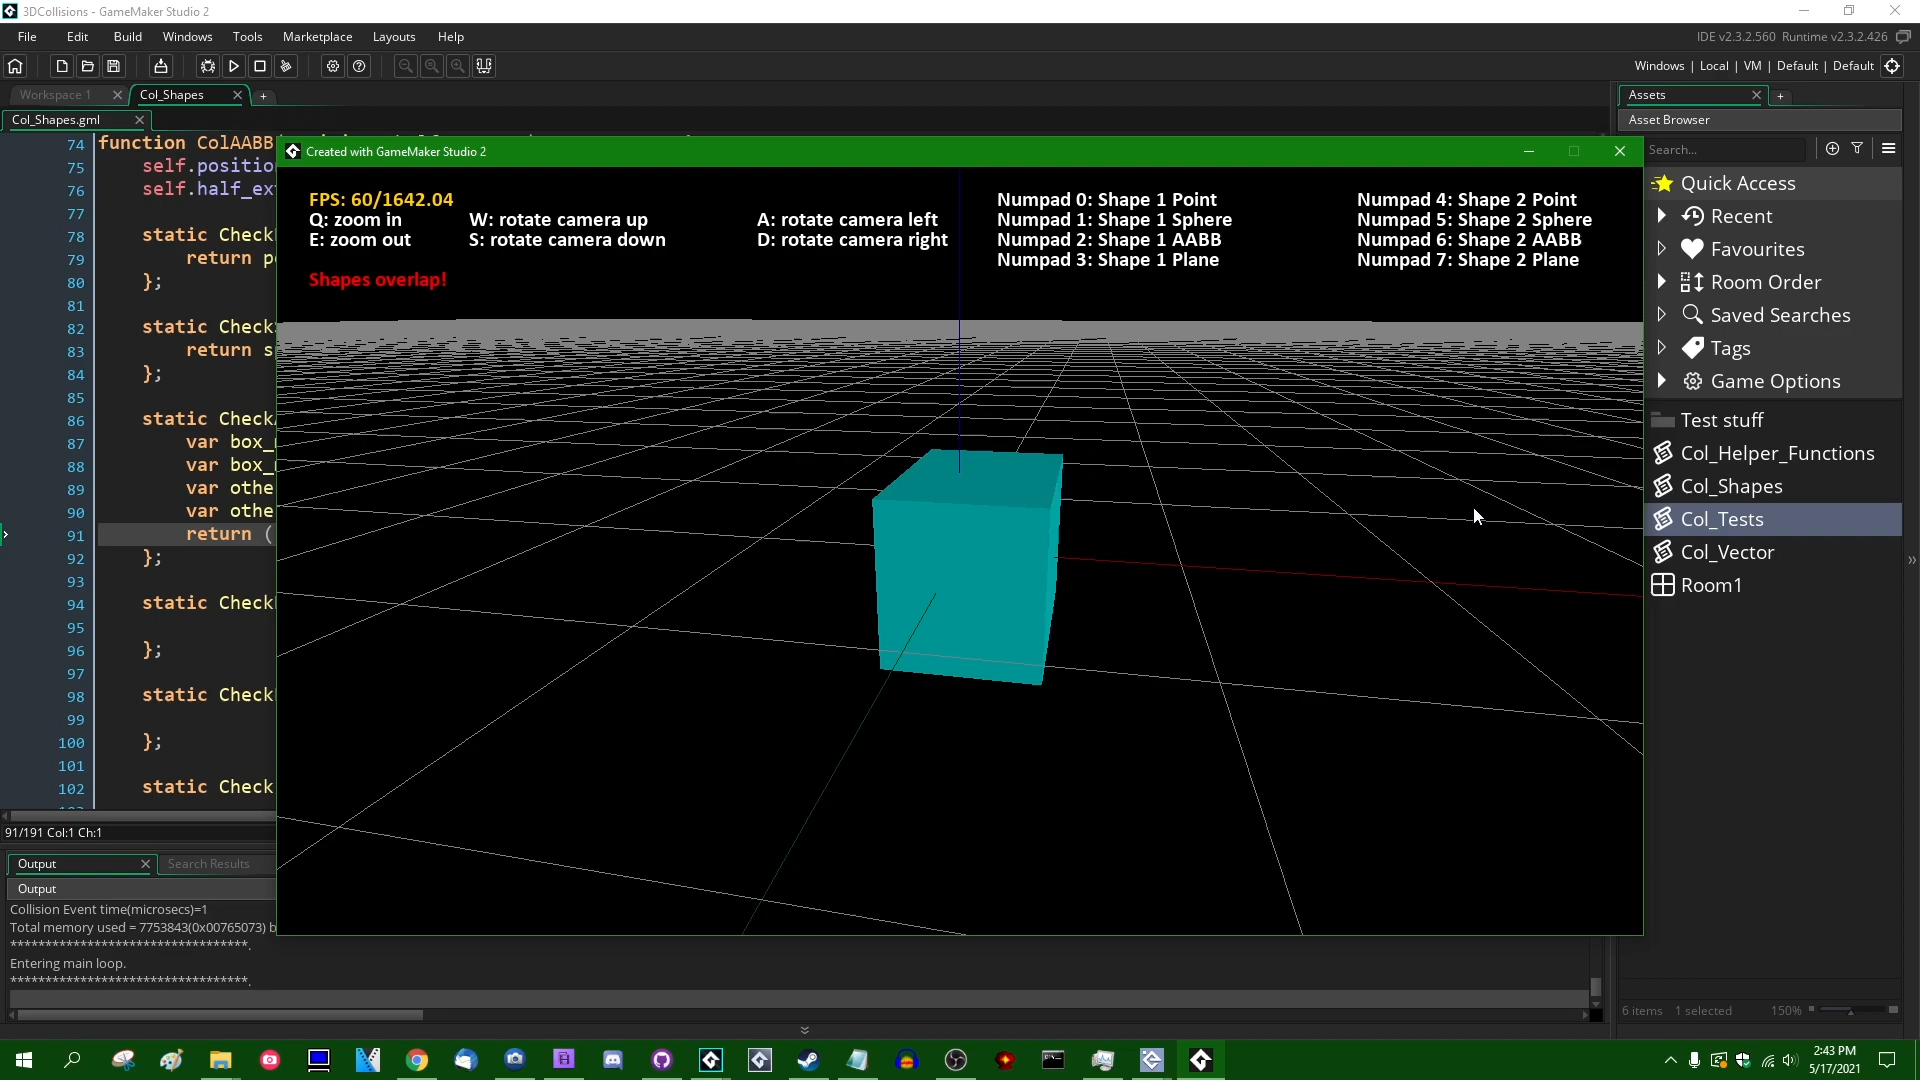 3DCollisions - GameMaker Studio 2
File Edit Build Windows Tools Marketplace Layouts Help
IDE v2.3.2.560 Runtime v2.3.2.426
Windows | Local | VM | Default | Default
Workspace 1
Col_Shapes
Assets
Col_Shapes.gml
Asset Browser
74 function ColAABB
75 self.positio
76 self.half_ex
77
78 static Check
79 return p
80 };
81
82 static Check
83 return s
84 };
85
86 static Check
87 var box_
88 var box_
89 var othe
90 var othe
91 return (
92 };
93
94 static Check
95
96 };
97
98 static Check
99
100 };
101
102 static Check
91/191 Col:1 Ch:1
Created with GameMaker Studio 2
FPS: 60/1642.04
Q: zoom in W: rotate camera up A: rotate camera left
E: zoom out S: rotate camera down D: rotate camera right
Shapes overlap!
Numpad 0: Shape 1 Point
Numpad 1: Shape 1 Sphere
Numpad 2: Shape 1 AABB
Numpad 3: Shape 1 Plane
Numpad 4: Shape 2 Point
Numpad 5: Shape 2 Sphere
Numpad 6: Shape 2 AABB
Numpad 7: Shape 2 Plane
Search...
Quick Access
Recent
Favourites
Room Order
Saved Searches
Tags
Game Options
Test stuff
Col_Helper_Functions
Col_Shapes
Col_Tests
Col_Vector
Room1
6 items 1 selected 150%
Output
Search Results
Output
Collision Event time(microsecs)=1
Total memory used = 7753843(0x00765073) b
**********************************.
Entering main loop.
**********************************.
2:43 PM
5/17/2021